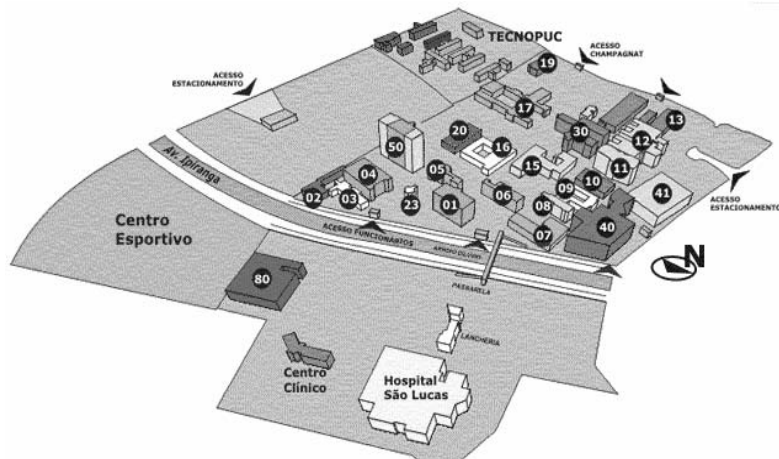 TECNOPUC
ACESSO
CHAMPAGNAT
19
ACESSO
ESTACIONAMENTO
17
13
20
30
12
50
16
11
15
04
05
10
41
Av. Ipiranga
02
03
23
01
06
09
08
ACESSO
ESTACIONAMENTO
07
40
ACESSO FUNCIONÁRIOS
ARROIO DILÚVIO
Centro
Esportivo
N
80
PASSARELA
LANCHERIA
Centro
Clínico
Hospital
São Lucas